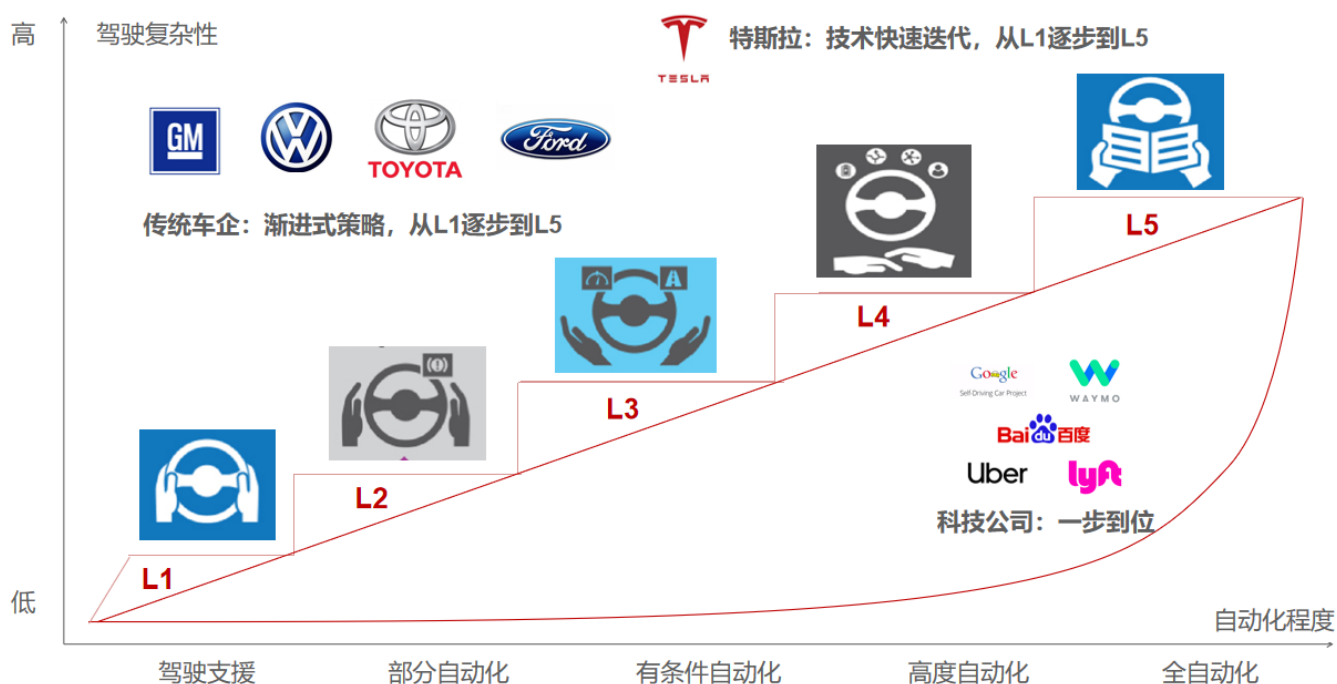 高
驾驶复杂性
TESLA
特斯拉：技术快速迭代，从L1逐步到L5
GM
TOYOTA
Ford
传统车企：渐进式策略，从L1逐步到L5
L5
L4
L3
L2
L1
Google
Self-Driving Car Project
WAYMO
Bai du 百度
Uber
lyft
科技公司：一步到位
低
自动化程度
驾驶支援
部分自动化
有条件自动化
高度自动化
全自动化